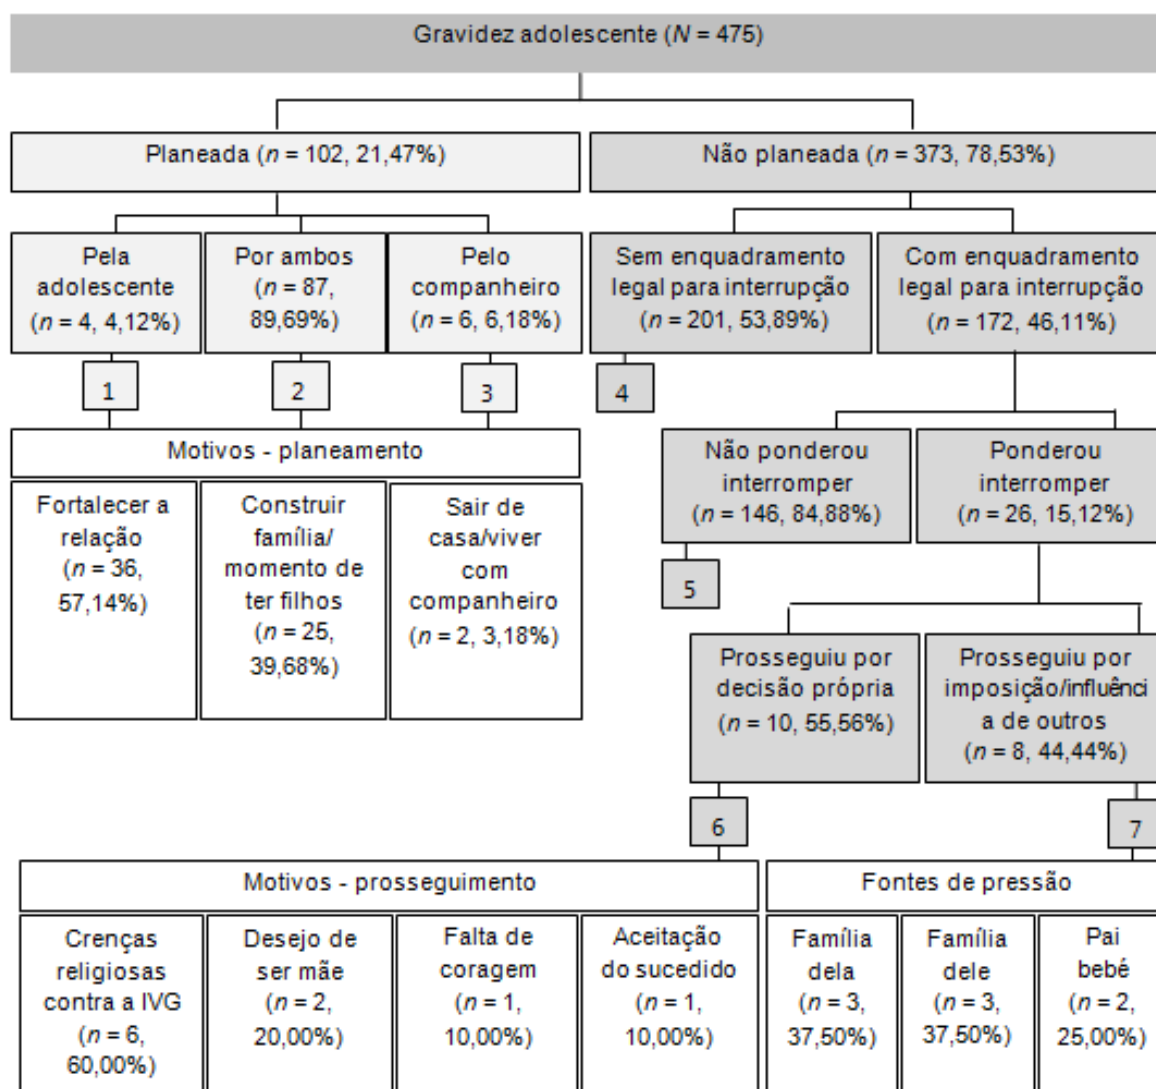 Gravidez adolescente (N = 475)
Planeada (n = 102, 21,47%)
Não planeada (n = 373, 78,53%)
Pela
adolescente
(n = 4, 4,12%)
Por ambos
(n = 87,
89,69%)
Pelo
companheiro
(n = 6, 6,18%)
Sem enquadramento
legal para interrupção
(n = 201, 53,89%)
Com enquadramento
legal para interrupção
(n = 172, 46,11%)
1
2
3
4
Motivos - planeamento
Fortalecer a
relação
(n = 36,
57,14%)
Construir
família/
momento de
ter filhos
(n = 25,
39,68%)
Sair de
casa/viver
com
companheiro
(n = 2, 3,18%)
Não ponderou
interromper
(n = 146, 84,88%)
Ponderou
interromper
(n = 26, 15,12%)
5
Prosseguiu por
decisão própria
(n = 10, 55,56%)
Prosseguiu por
imposição/influênci
a de outros
(n = 8, 44,44%)
6
7
Motivos - prosseguimento
Fontes de pressão
Crenças
religiosas
contra a IVG
(n = 6,
60,00%)
Desejo de
ser mãe
(n = 2,
20,00%)
Falta de
coragem
(n = 1,
10,00%)
Aceitação
do sucedido
(n = 1,
10,00%)
Família
dela
(n = 3,
37,50%)
Família
dele
(n = 3,
37,50%)
Pai
bebé
(n = 2,
25,00%)